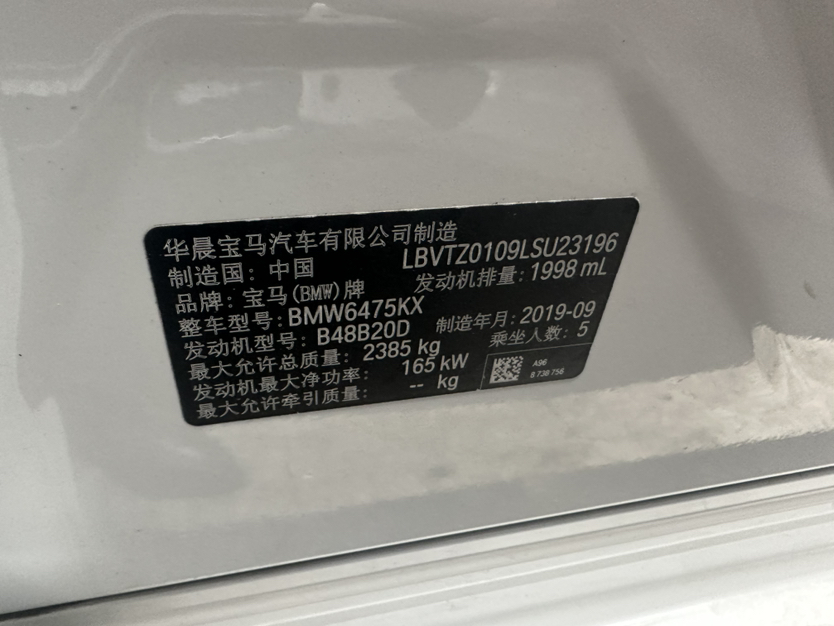 华晨宝马汽车有限公司制造
LBVTZ0109LSU23196
制造国: 中国
发动机排量: 1998 mL
品牌: 宝马(BMW)牌
整车型号: BMW6475KX
制造年月: 2019-09
发动机型号: B48B20D
乘坐人数: 5
最大允许总质量: 2385 kg
发动机最大净功率: 165 kW
最大允许牵引质量: -- kg
A96
8 738 756